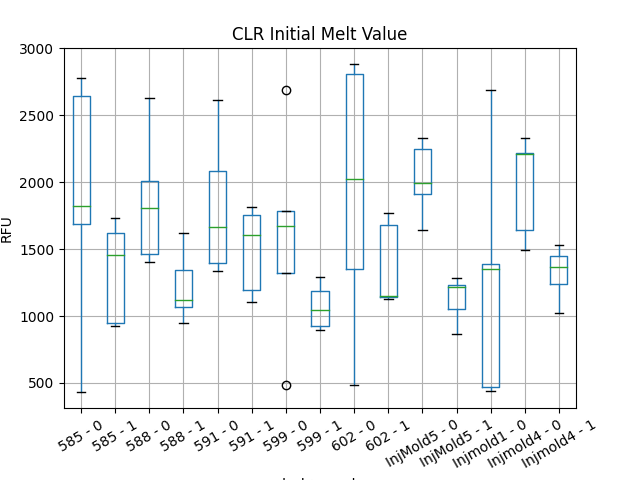 CLR Initial Melt Value
3000
2500
2000
1500
1000
500
RFU
585 - 0
585 - 1
588 - 0
588 - 1
591 - 0
591 - 1
599 - 0
599 - 1
602 - 0
602 - 1
InjMold5 - 0
InjMold5 - 1
Injmold1 - 0
Injmold4 - 0
Injmold4 - 1